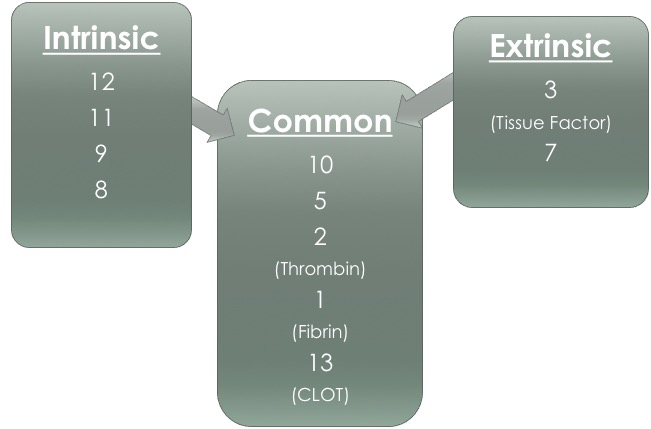 Intrinsic
12
11
9
8
Common
10
5
2
(Thrombin)
1
(Fibrin)
13
(CLOT)
Extrinsic
3
(Tissue Factor)
7